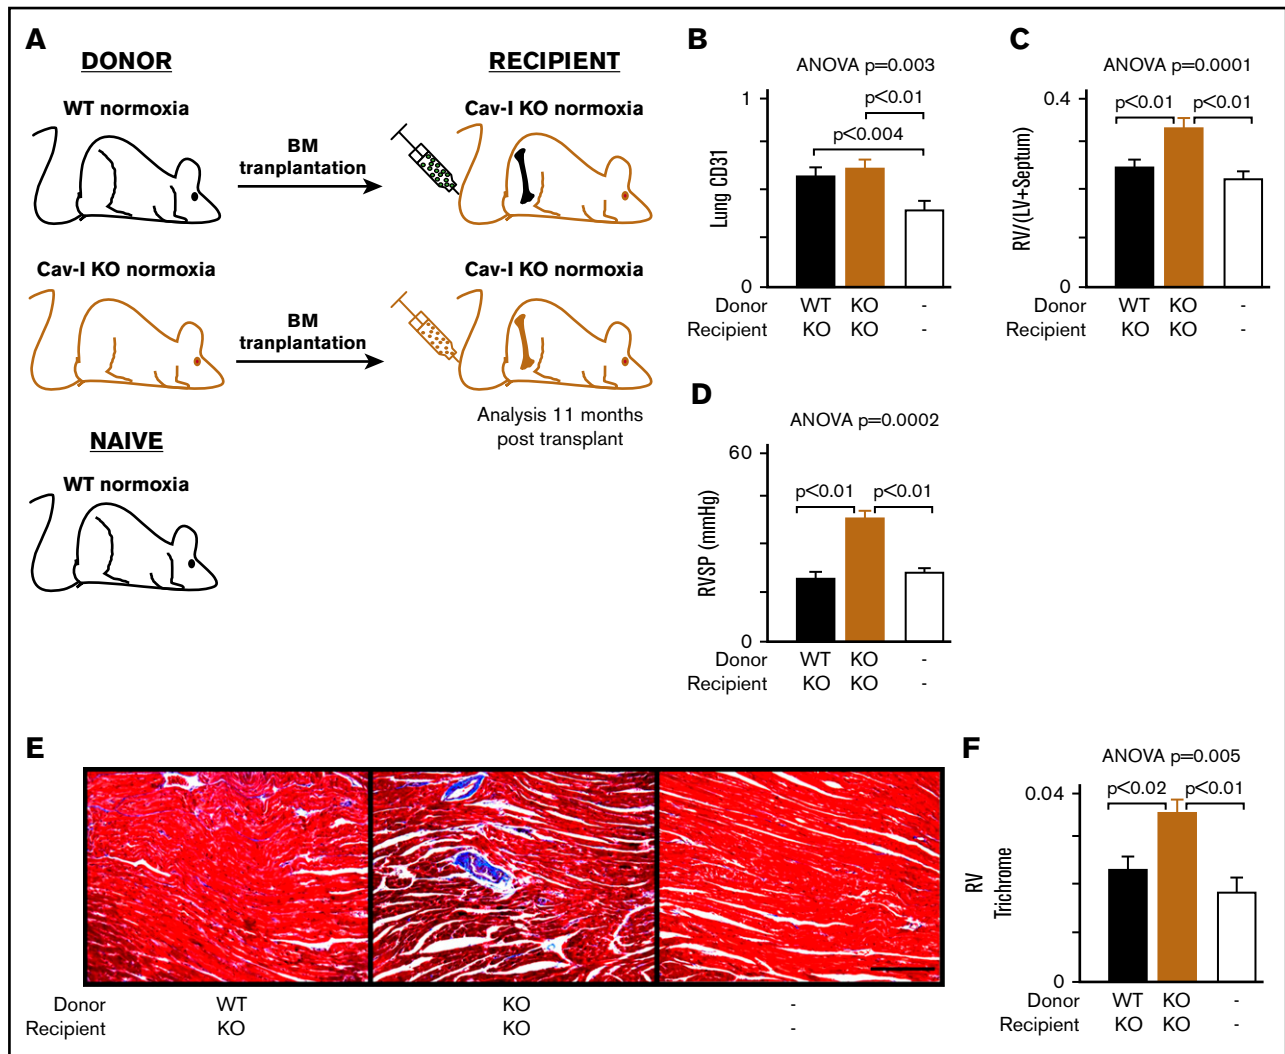 A
DONOR
RECIPIENT
WT normoxia
Cav-I KO normoxia
BM
tranplantation
Cav-I KO normoxia
Cav-I KO normoxia
BM
tranplantation
Analysis 11 months
post transplant
NAIVE
WT normoxia
B
ANOVA p=0.003
p<0.01
p<0.004
1
Lung CD31
0
Donor WT KO -
Recipient KO KO -
C
ANOVA p=0.0001
0.4
p<0.01 p<0.01
RV/(LV+Septum)
0
Donor WT KO -
Recipient KO KO -
D
ANOVA p=0.0002
60
p<0.01 p<0.01
RVSP (mmHg)
0
Donor WT KO -
Recipient KO KO -
E
Donor WT KO -
Recipient KO KO -
F
ANOVA p=0.005
0.04
p<0.02 p<0.01
RV
Trichrome
0
Donor WT KO -
Recipient KO KO -